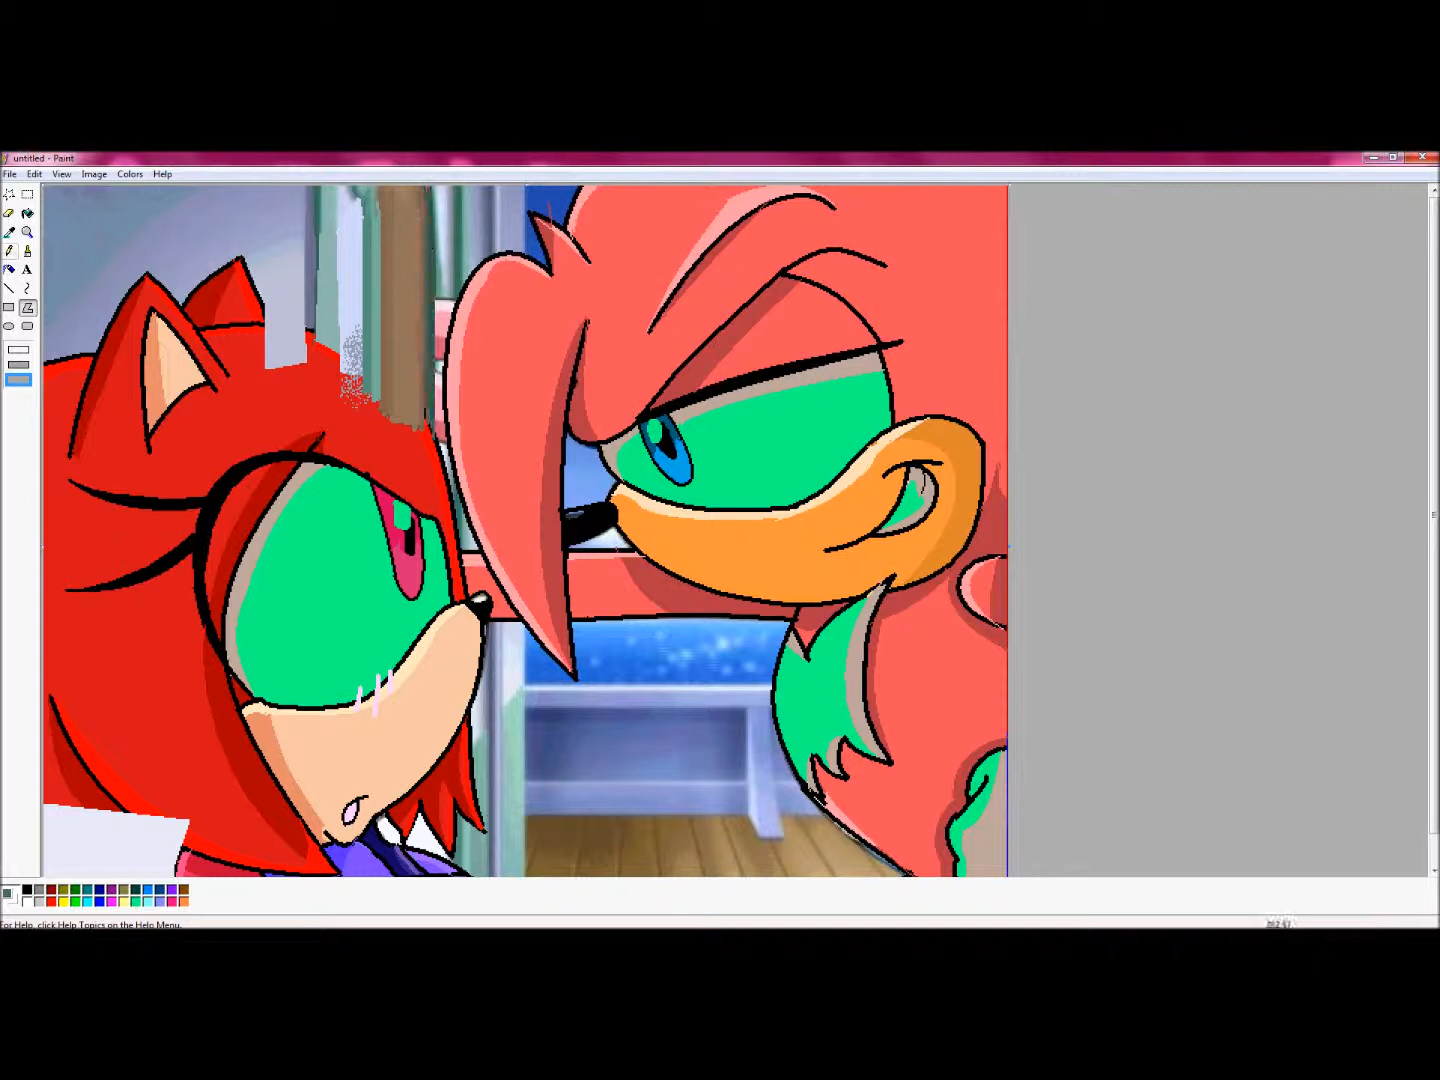 untitled - Paint
File Edit View Image Colors Help
A
For Help, click Help Topics on the Help Menu.